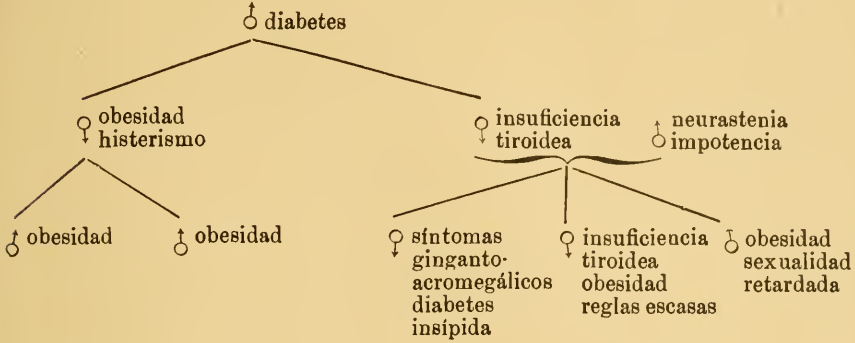 diabetes
obesidad
histerismo
insuficiencia
tiroidea
neurastenia
impotencia
obesidad
obesidad
síntomas
giganto-
acromegálicos
diabetes
insípida
insuficiencia
tiroidea
obesidad
reglas escasas
obesidad
sexualidad
retardada